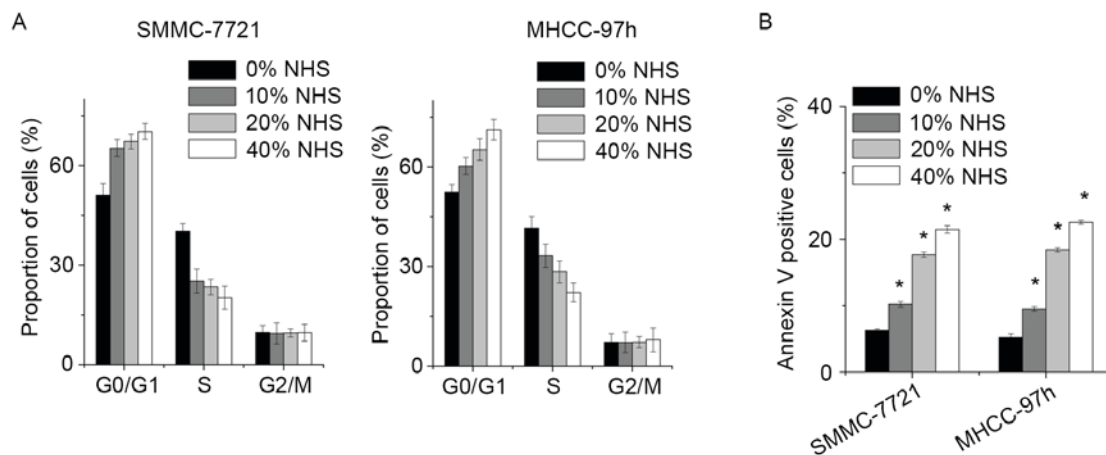 A
SMMC-7721
0% NHS
10% NHS
20% NHS
40% NHS
Proportion of cells (%)
60
30
0
G0/G1 S G2/M
MHCC-97h
0% NHS
10% NHS
20% NHS
40% NHS
Proportion of cells (%)
60
30
0
G0/G1 S G2/M
B
0% NHS
10% NHS
20% NHS
40% NHS
Annexin V positive cells (%)
40
20
0
* * *
* * *
SMMC-7721
MHCC-97h